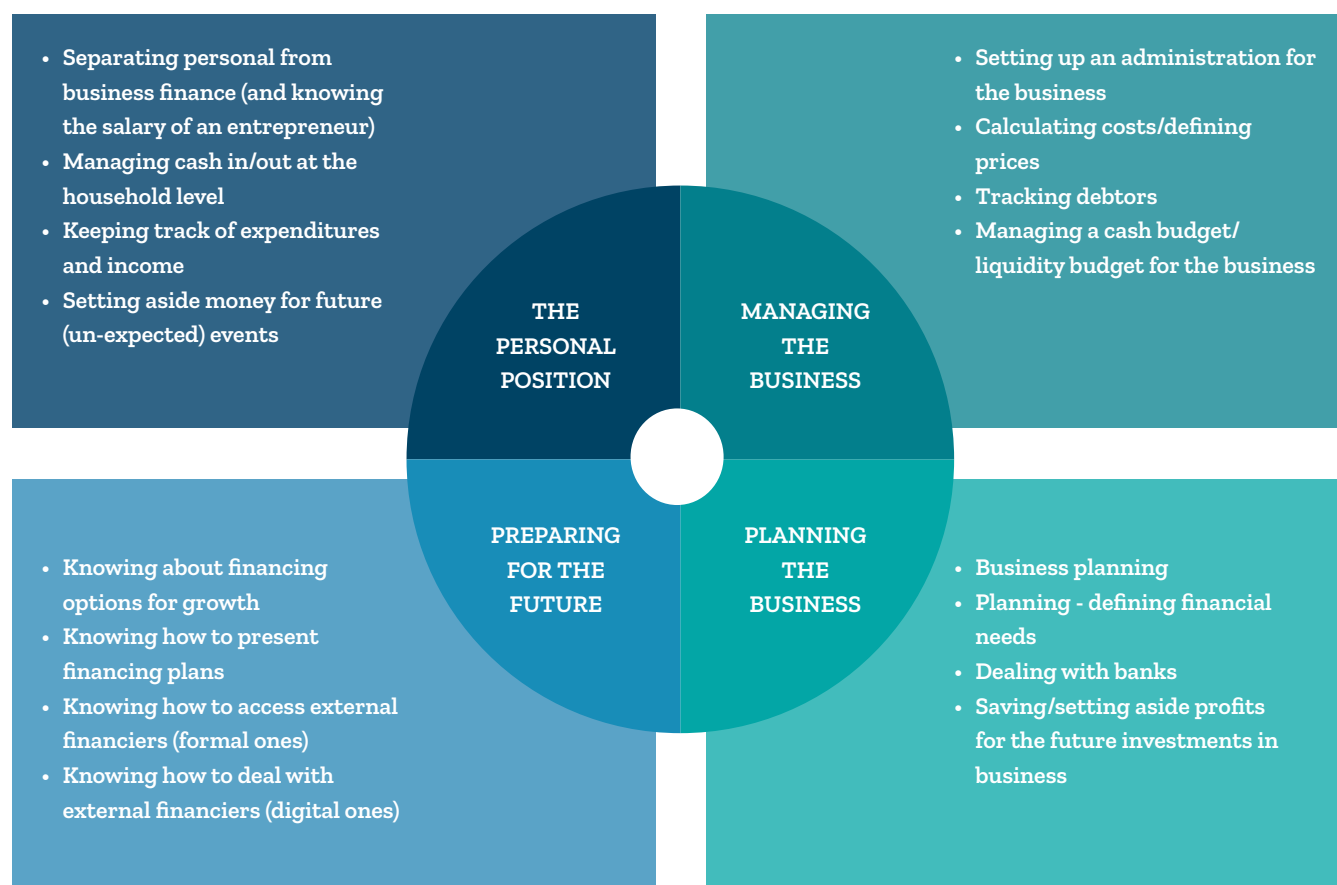 • Separating personal from
business finance (and knowing
the salary of an entrepreneur)
• Managing cash in/out at the
household level
• Keeping track of expenditures
and income
• Setting aside money for future
(un-expected) events
THE
PERSONAL
POSITION
• Setting up an administration for
the business
• Calculating costs/defining
prices
• Tracking debtors
• Managing a cash budget/
liquidity budget for the business
MANAGING
THE
BUSINESS
• Knowing about financing
options for growth
• Knowing how to present
financing plans
• Knowing how to access external
financiers (formal ones)
• Knowing how to deal with
external financiers (digital ones)
PREPARING
FOR THE
FUTURE
PLANNING
THE
BUSINESS
• Business planning
• Planning - defining financial
needs
• Dealing with banks
• Saving/setting aside profits
for the future investments in
business